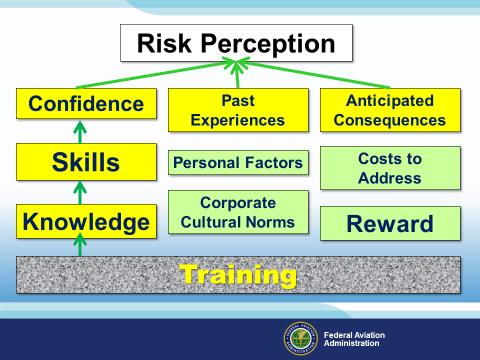 Risk Perception
Confidence
Past
Experiences
Anticipated
Consequences
Skills
Personal Factors
Costs to
Address
Knowledge
Corporate
Cultural Norms
Reward
Training
Federal Aviation
Administration